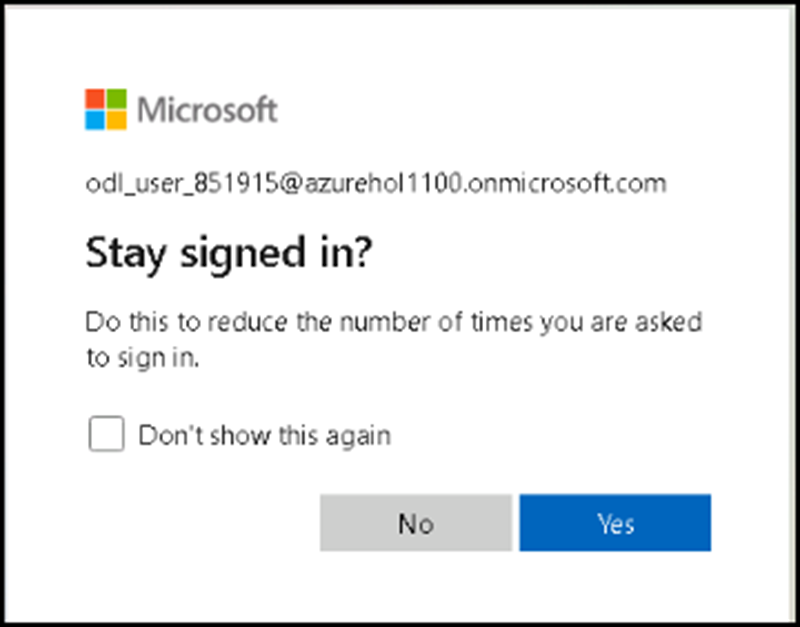 Microsoft
odl_user_851915@azurehol1100.onmicrosoft.com
Stay signed in?
Do this to reduce the number of times you are asked
to sign in.
Don't show this again
No
Yes